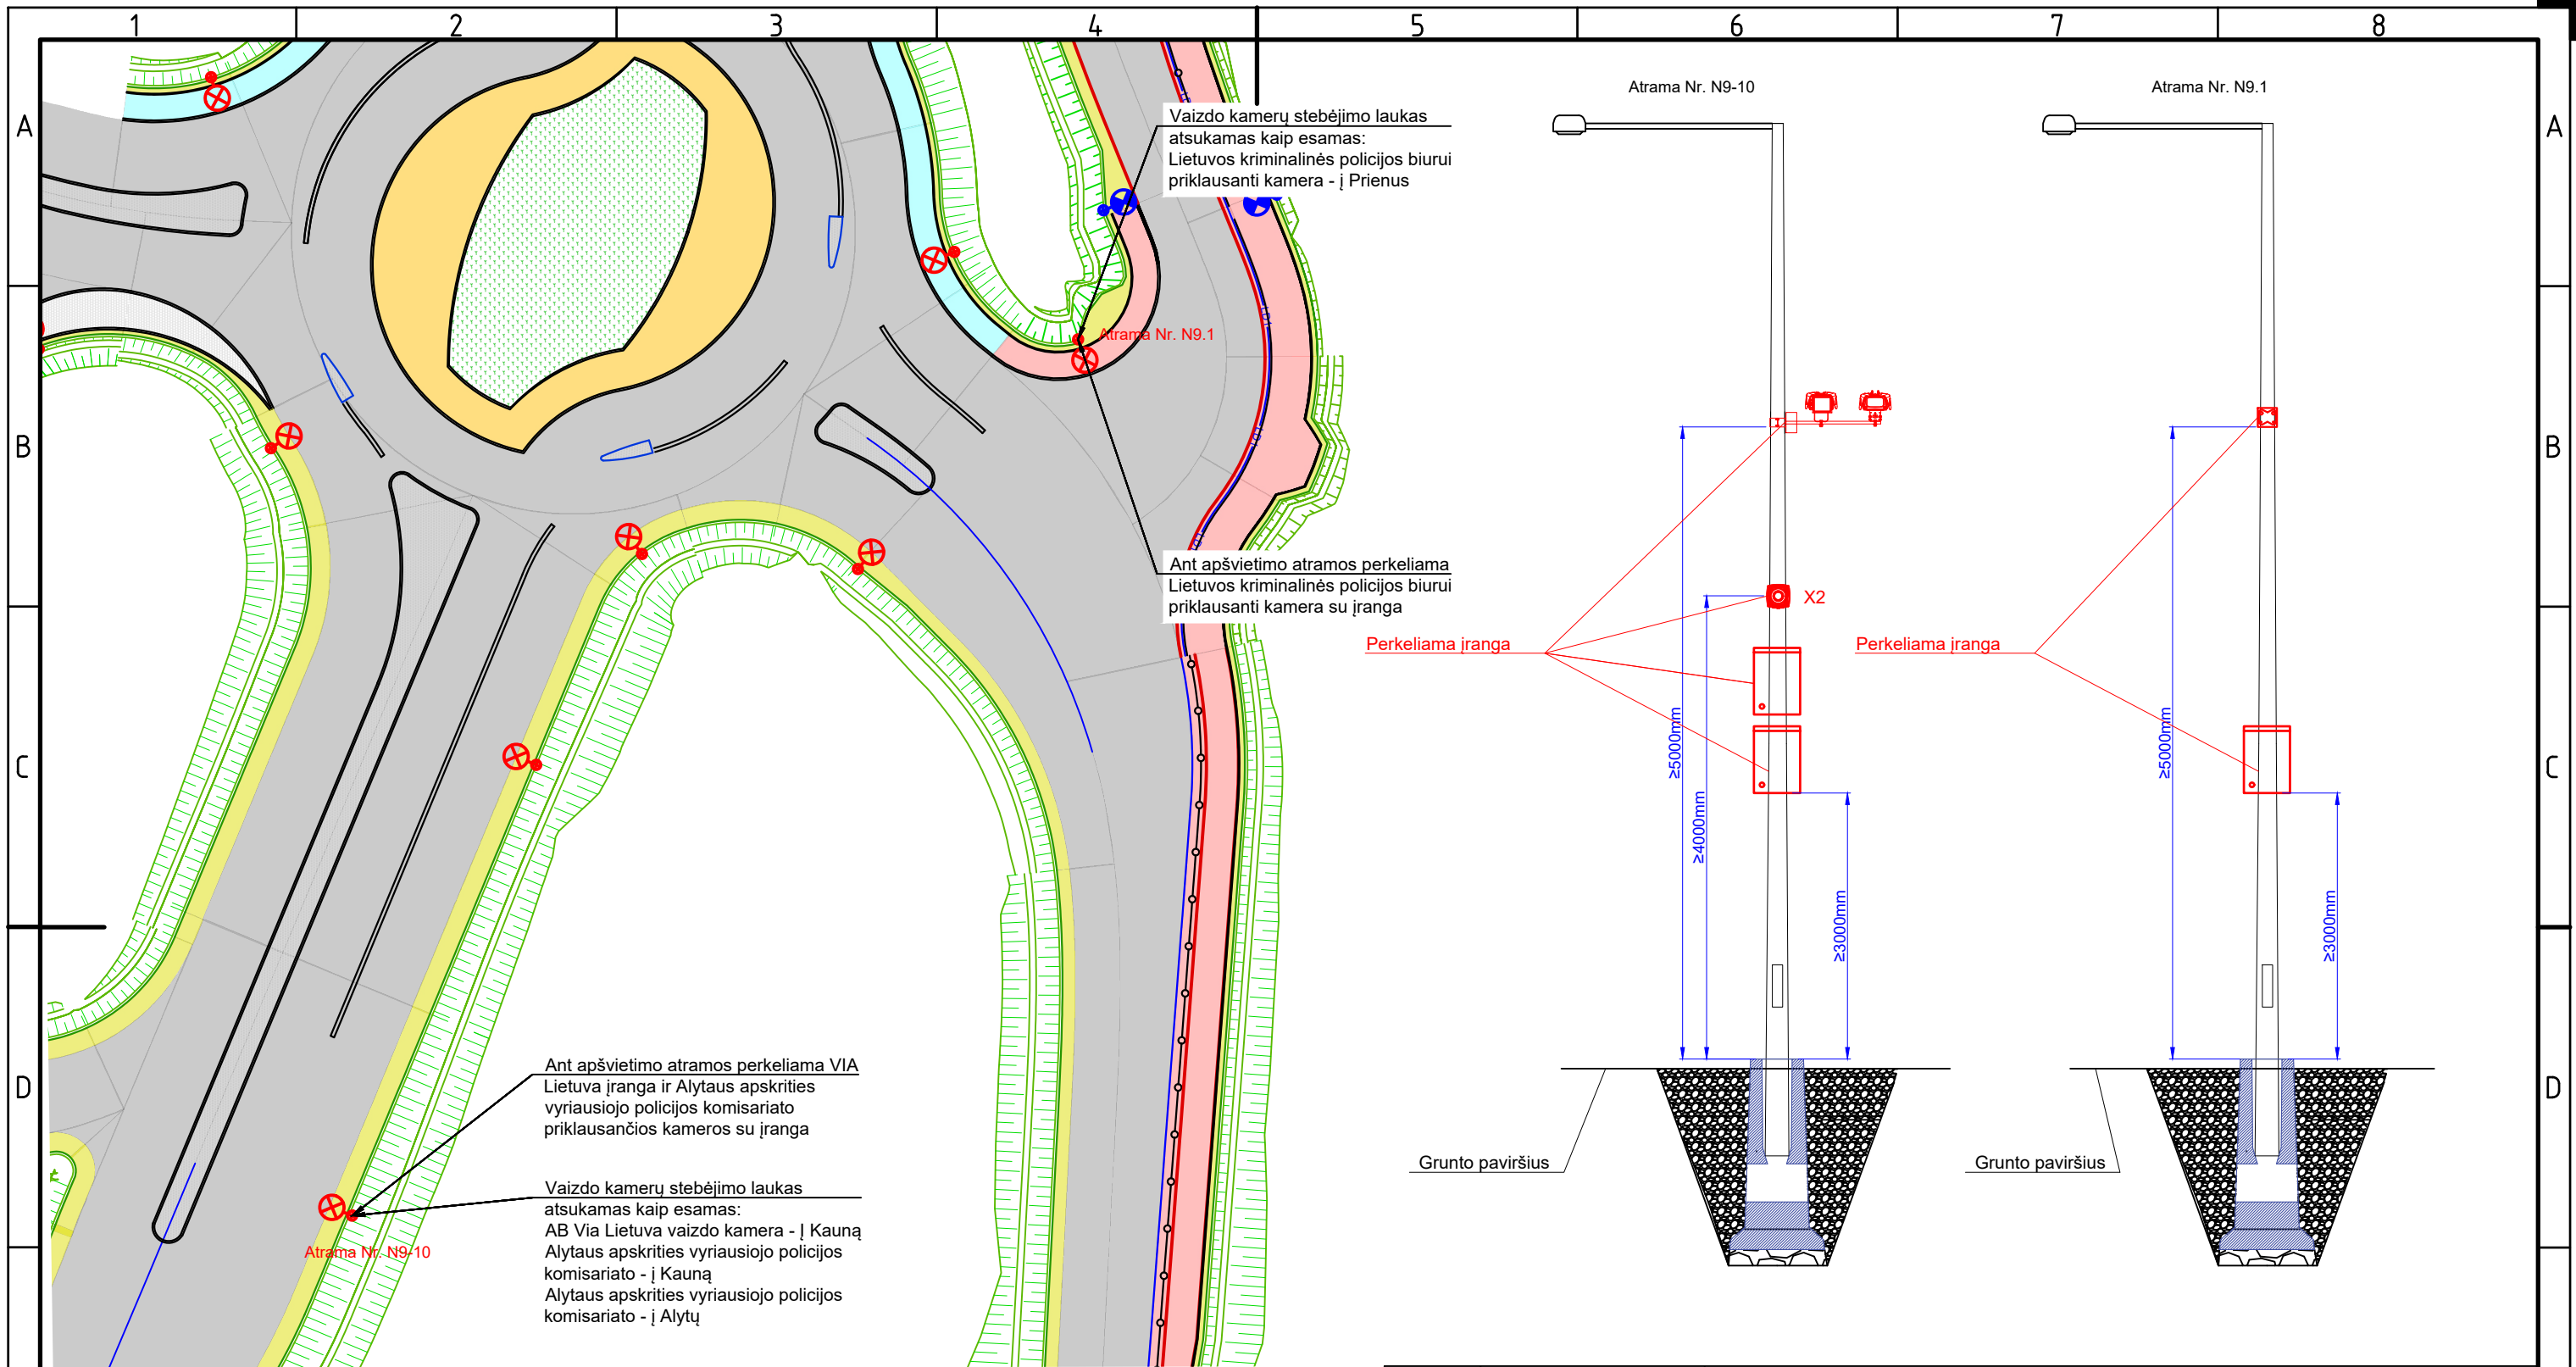 1 2 3 4 5 6 7 8
A A
B B
C C
D D
Vaizdo kamerų stebėjimo laukas
atsukamas kaip esamas:
Lietuvos kriminalinės policijos biurui
priklausanti kamera - į Prienus
Atrama Nr. N9.1
Ant apšvietimo atramos perkeliama
Lietuvos kriminalinės policijos biurui
priklausanti kamera su įranga
Ant apšvietimo atramos perkeliama VIA
Lietuva įranga ir Alytaus apskrities
vyriausiojo policijos komisariato
priklausančios kameros su įranga
Vaizdo kamerų stebėjimo laukas
atsukamas kaip esamas:
AB Via Lietuva vaizdo kamera - Į Kauną
Alytaus apskrities vyriausiojo policijos
komisariato - į Kauną
Alytaus apskrities vyriausiojo policijos
komisariato - į Alytų
Atrama Nr. N9-10
Atrama Nr. N9-10
X2
Perkeliama įranga
≥5000mm
≥4000mm
≥3000mm
Grunto paviršius
Atrama Nr. N9.1
Perkeliama įranga
≥5000mm
≥3000mm
Grunto paviršius